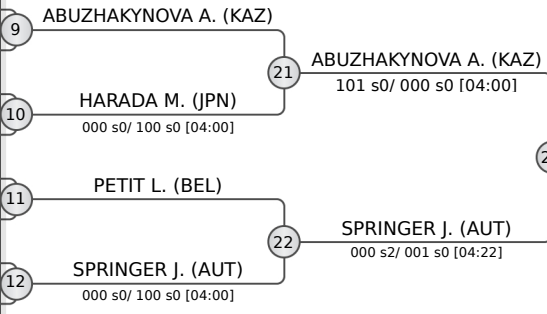 9
ABUZHAKYNOVA A. (KAZ)
21
ABUZHAKYNOVA A. (KAZ)
101 s0/ 000 s0 [04:00]
10
HARADA M. (JPN)
000 s0/ 100 s0 [04:00]
11
PETIT L. (BEL)
22
SPRINGER J. (AUT)
000 s2/ 001 s0 [04:22]
12
SPRINGER J. (AUT)
000 s0/ 100 s0 [04:00]